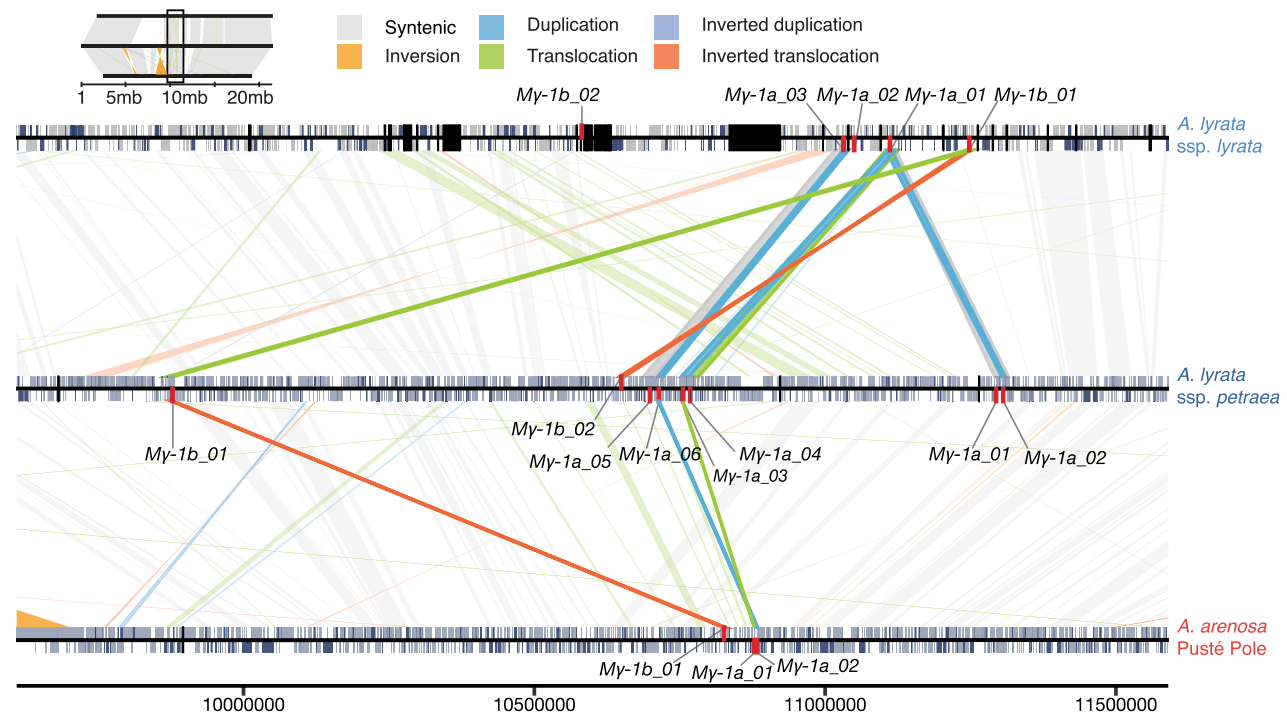 Syntenic
Duplication
Inverted duplication
Inversion
Translocation
Inverted translocation
1 5mb 10mb 20mb
Mγ-1b_02 Mγ-1a_03 Mγ-1a_02 Mγ-1a_01 Mγ-1b_01
A. lyrata
ssp. lyrata
A. lyrata
ssp. petraea
Mγ-1b_02
Mγ-1b_01 Mγ-1a_05 Mγ-1a_06 Mγ-1a_04 Mγ-1a_01 Mγ-1a_02
Mγ-1a_03
A. arenosa
Pusté Pole
Mγ-1b_01 Mγ-1a_01 Mγ-1a_02
10000000 10500000 11000000 11500000